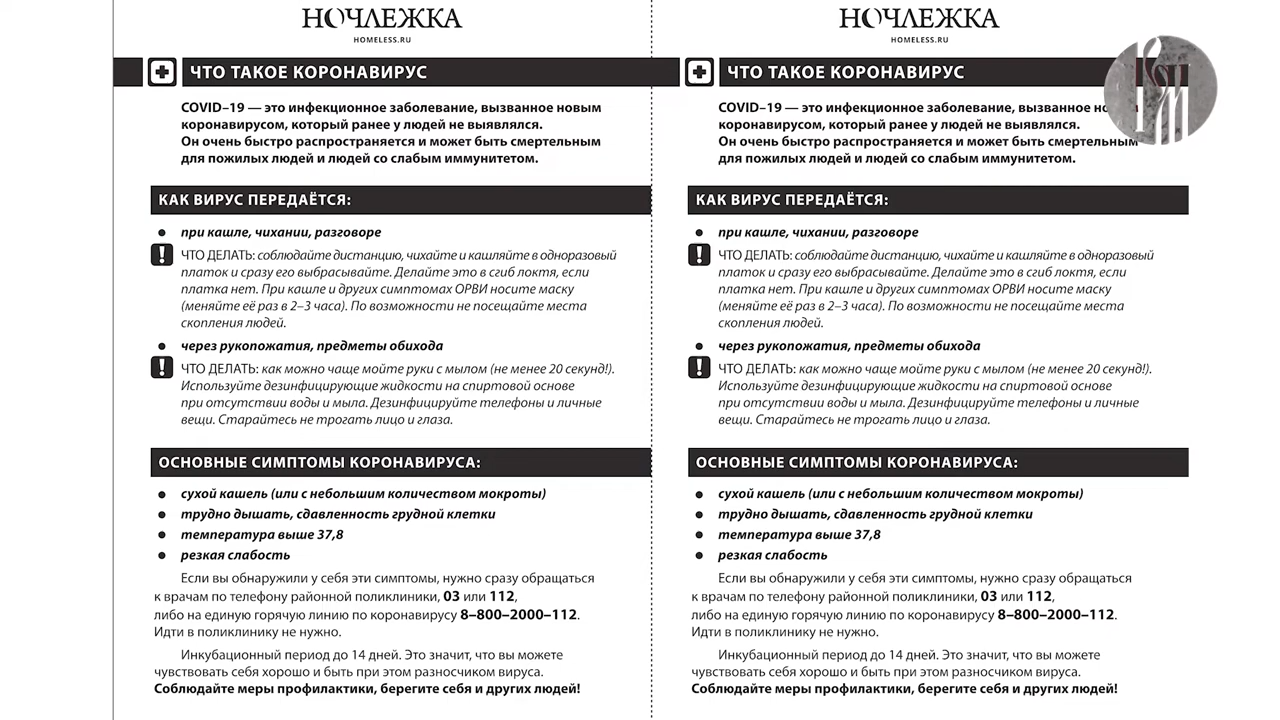 НОЧЛЕЖКА
HOMELESS.RU
ЧТО ТАКОЕ КОРОНАВИРУС
COVID–19 — это инфекционное заболевание, вызванное новым
коронавирусом, который ранее у людей не выявлялся.
Он очень быстро распространяется и может быть смертельным
для пожилых людей и людей со слабым иммунитетом.
КАК ВИРУС ПЕРЕДАЁТСЯ:
● при кашле, чихании, разговоре
! ЧТО ДЕЛАТЬ: соблюдайте дистанцию, чихайте и кашляйте в одноразовый
платок и сразу его выбрасывайте. Делайте это в сгиб локтя, если
платка нет. При кашле и других симптомах ОРВИ носите маску
(меняйте её раз в 2–3 часа). По возможности не посещайте места
скопления людей.
● через рукопожатия, предметы обихода
! ЧТО ДЕЛАТЬ: как можно чаще мойте руки с мылом (не менее 20 секунд!).
Используйте дезинфицирующие жидкости на спиртовой основе
при отсутствии воды и мыла. Дезинфицируйте телефоны и личные
вещи. Старайтесь не трогать лицо и глаза.
ОСНОВНЫЕ СИМПТОМЫ КОРОНАВИРУСА:
● сухой кашель (или с небольшим количеством мокроты)
● трудно дышать, сдавленность грудной клетки
● температура выше 37,8
● резкая слабость
Если вы обнаружили у себя эти симптомы, нужно сразу обращаться
к врачам по телефону районной поликлиники, 03 или 112,
либо на единую горячую линию по коронавирусу 8–800–2000–112.
Идти в поликлинику не нужно.
Инкубационный период до 14 дней. Это значит, что вы можете
чувствовать себя хорошо и быть при этом разносчиком вируса.
Соблюдайте меры профилактики, берегите себя и других людей!
НОЧЛЕЖКА
HOMELESS.RU
ЧТО ТАКОЕ КОРОНАВИРУС
COVID–19 — это инфекционное заболевание, вызванное
коронавирусом, который ранее у людей не выявлялся.
Он очень быстро распространяется и может быть смертельным
для пожилых людей и людей со слабым иммунитетом.
КАК ВИРУС ПЕРЕДАЁТСЯ:
● при кашле, чихании, разговоре
! ЧТО ДЕЛАТЬ: соблюдайте дистанцию, чихайте и кашляйте в одноразовый
платок и сразу его выбрасывайте. Делайте это в сгиб локтя, если
платка нет. При кашле и других симптомах ОРВИ носите маску
(меняйте её раз в 2–3 часа). По возможности не посещайте места
скопления людей.
● через рукопожатия, предметы обихода
! ЧТО ДЕЛАТЬ: как можно чаще мойте руки с мылом (не менее 20 секунд!).
Используйте дезинфицирующие жидкости на спиртовой основе
при отсутствии воды и мыла. Дезинфицируйте телефоны и личные
вещи. Старайтесь не трогать лицо и глаза.
ОСНОВНЫЕ СИМПТОМЫ КОРОНАВИРУСА:
● сухой кашель (или с небольшим количеством мокроты)
● трудно дышать, сдавленность грудной клетки
● температура выше 37,8
● резкая слабость
Если вы обнаружили у себя эти симптомы, нужно сразу обращаться
к врачам по телефону районной поликлиники, 03 или 112,
либо на единую горячую линию по коронавирусу 8–800–2000–112.
Идти в поликлинику не нужно.
Инкубационный период до 14 дней. Это значит, что вы можете
чувствовать себя хорошо и быть при этом разносчиком вируса.
Соблюдайте меры профилактики, берегите себя и других людей!